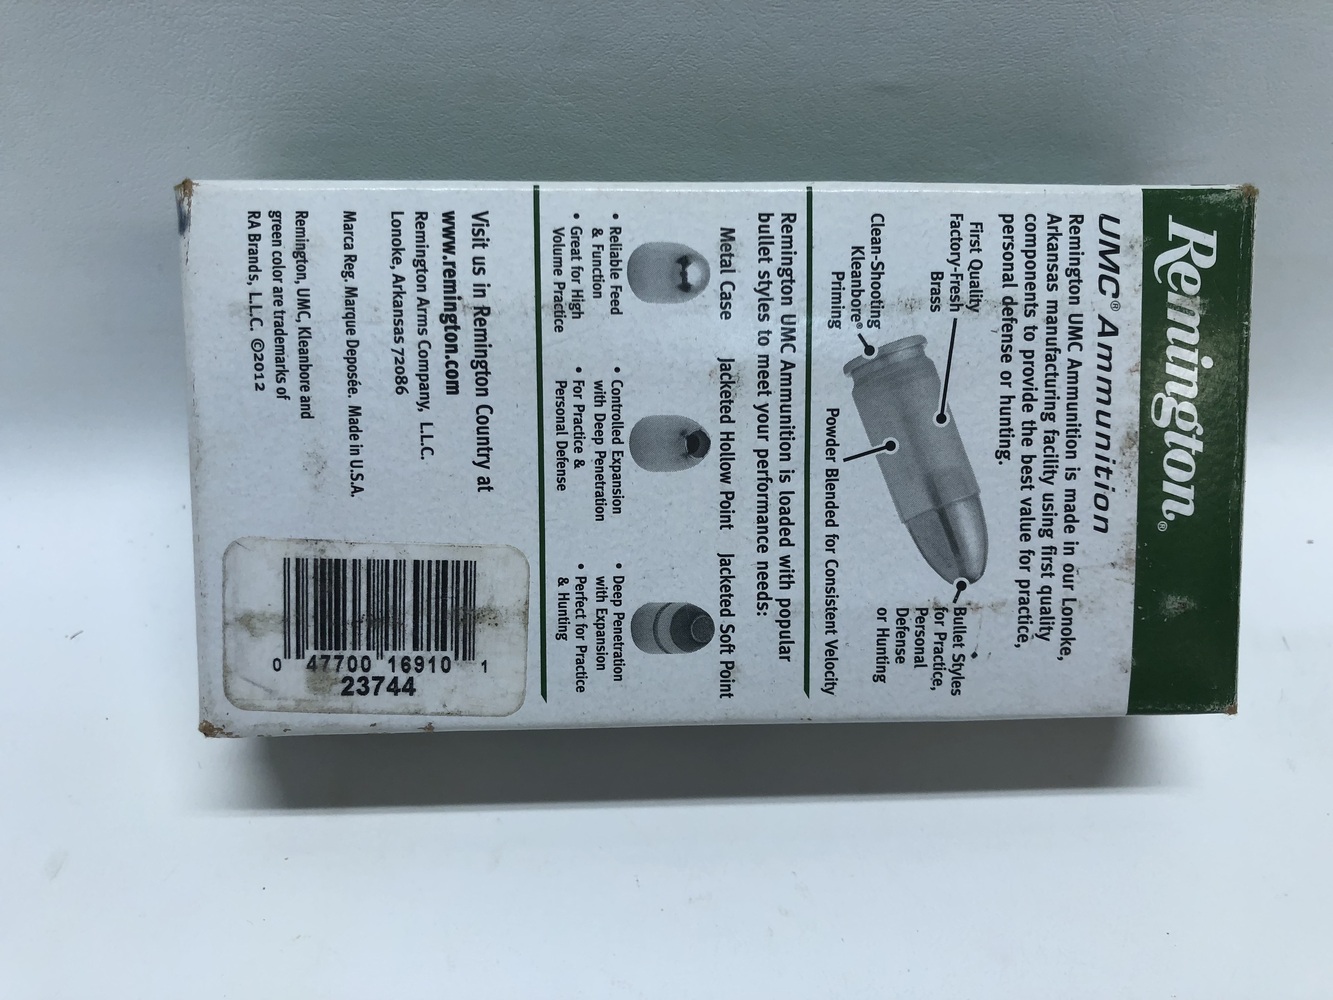 Remington®
UMC® Ammunition
Remington UMC Ammunition is made in our Lonoke,
Arkansas manufacturing facility using first quality
components to provide the best value for practice,
personal defense or hunting.
First Quality
Factory-Fresh
Brass
Bullet Styles
for Practice,
Personal
Defense
or Hunting
Clean-Shooting
Kleanbore®
Priming
Powder Blended for Consistent Velocity
Remington UMC Ammunition is loaded with popular
bullet styles to meet your performance needs:
Metal Case
Jacketed Hollow Point
Jacketed Soft Point
• Reliable Feed
& Function
• Great for High
Volume Practice
• Controlled Expansion
with Deep Penetration
• For Practice &
Personal Defense
• Deep Penetration
with Expansion
• Perfect for Practice
& Hunting
Visit us in Remington Country at
www.remington.com
Remington Arms Company, L.L.C.
Lonoke, Arkansas 72086
Marca Reg. Marque Deposée. Made in U.S.A.
Remington, UMC, Kleanbore and
green color are trademarks of
RA Brands, L.L.C. ©2012
0 47700 16910 1
23744